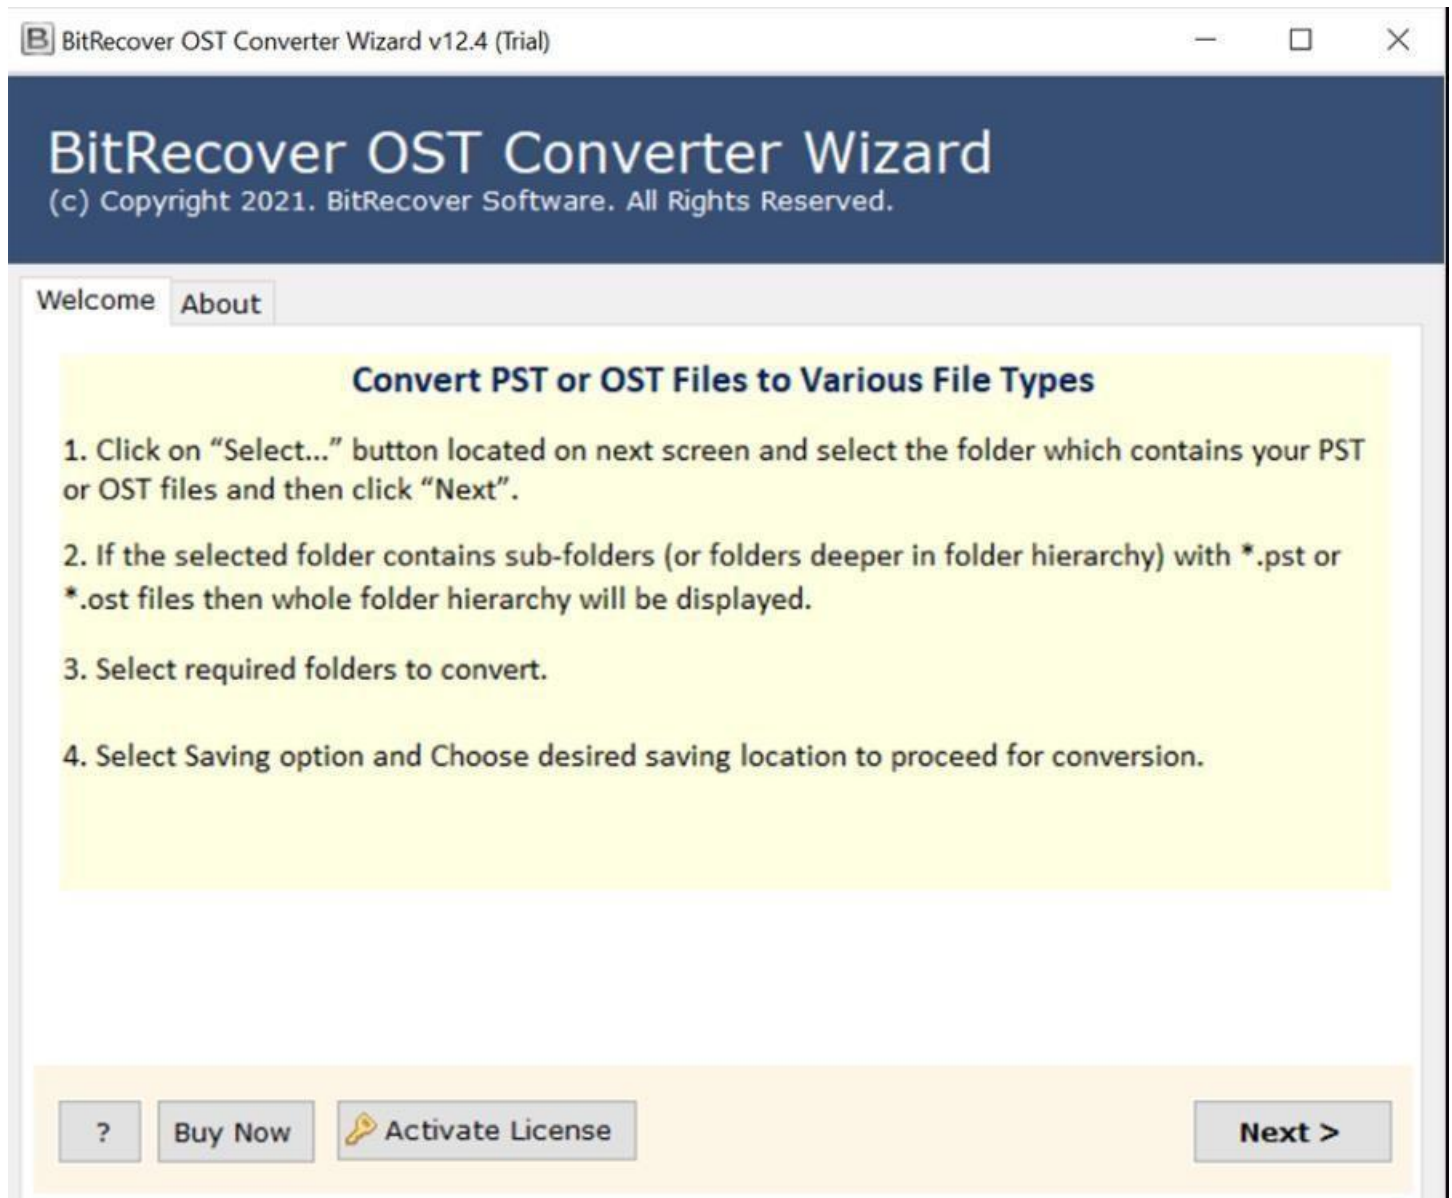 BitRecover OST Converter Wizard v12.4 (Trial)
BitRecover OST Converter Wizard
(c) Copyright 2021. BitRecover Software. All Rights Reserved.
Welcome About
Convert PST or OST Files to Various File Types
1. Click on “Select...” button located on next screen and select the folder which contains your PST
or OST files and then click “Next”.
2. If the selected folder contains sub-folders (or folders deeper in folder hierarchy) with *.pst or
*.ost files then whole folder hierarchy will be displayed.
3. Select required folders to convert.
4. Select Saving option and Choose desired saving location to proceed for conversion.
? Buy Now Activate License Next >